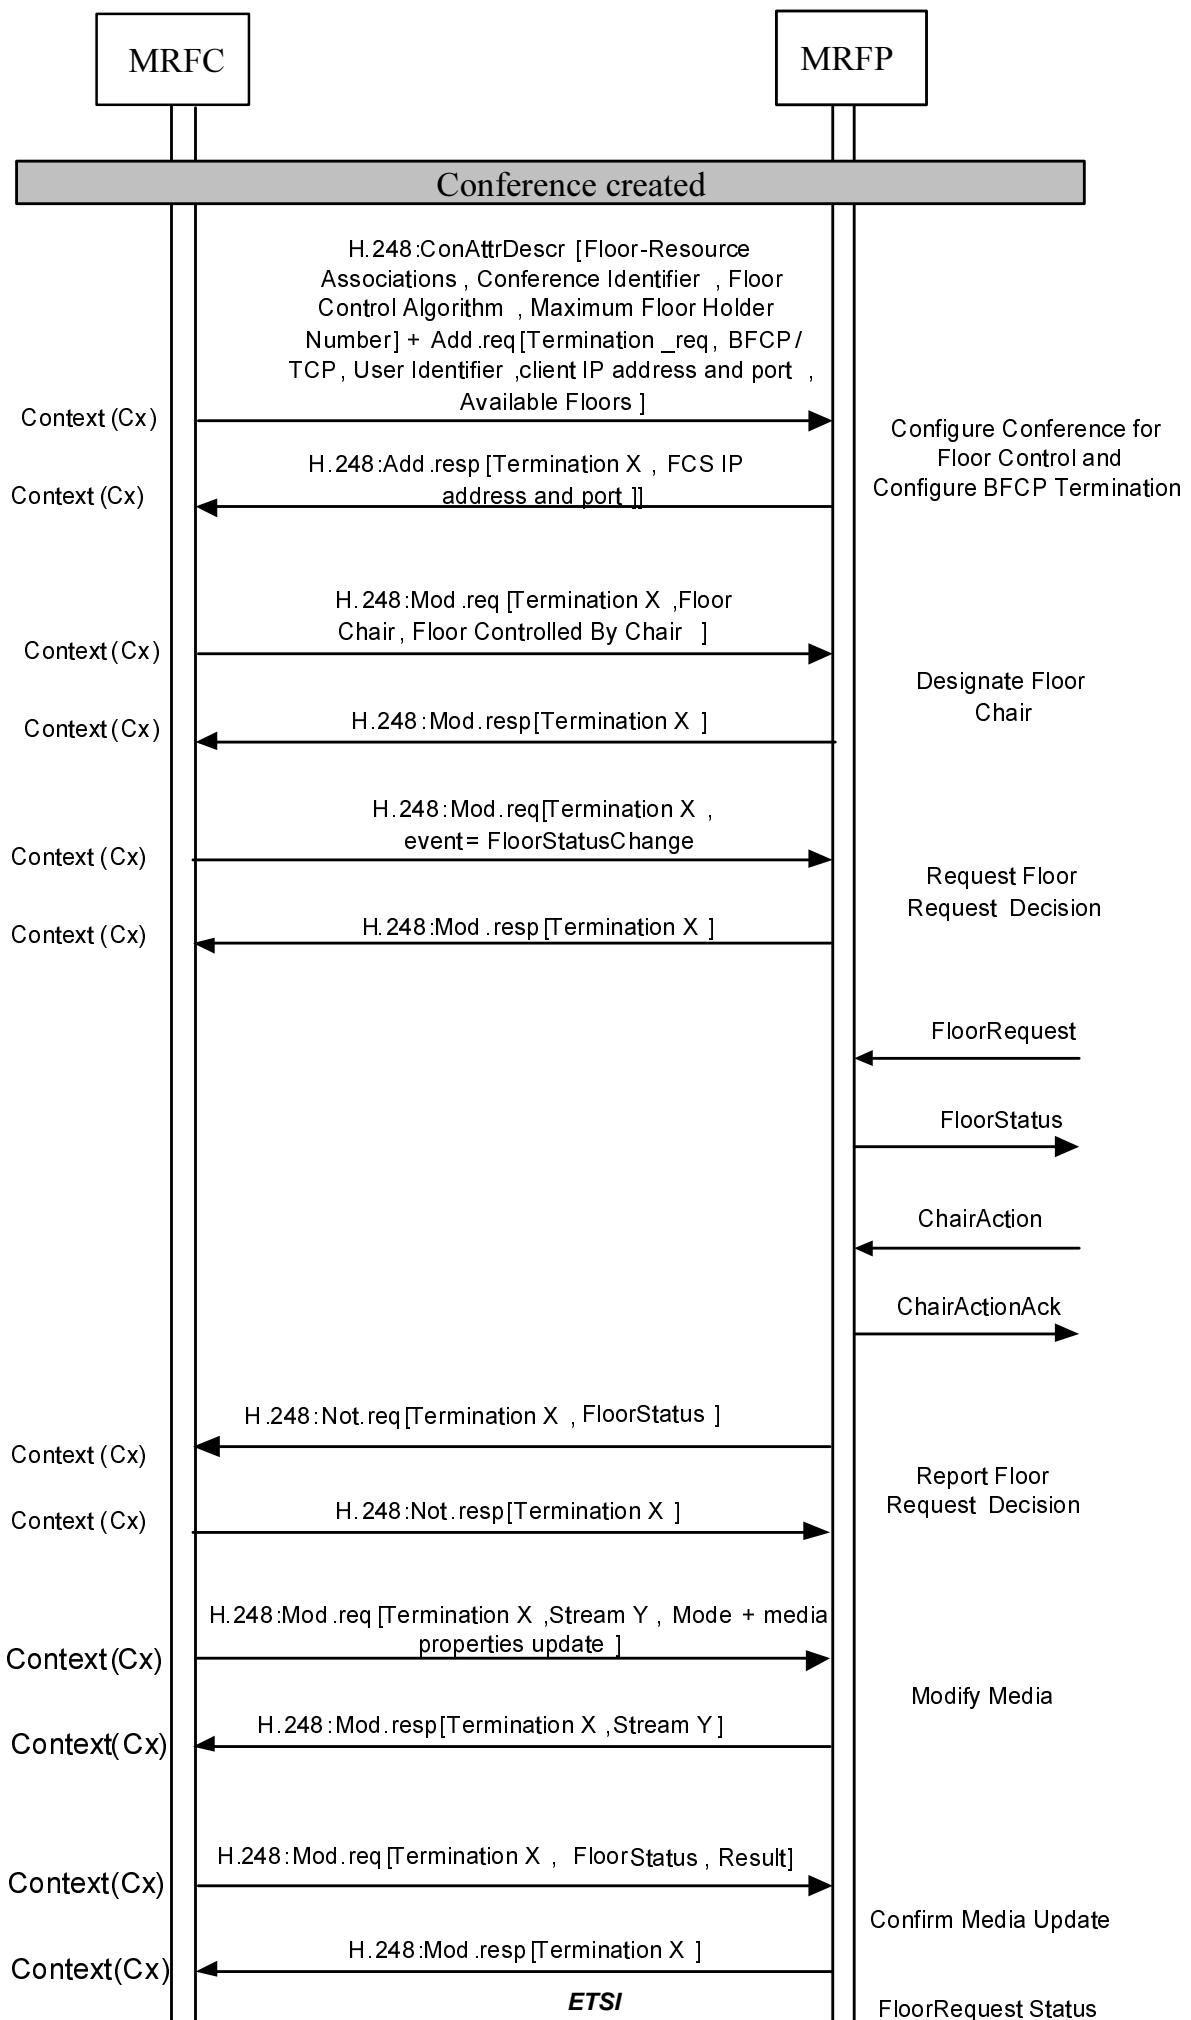 MRFC
MRFP
Conference created
H.248:ConAttrDescr [Floor-Resource
Associations, Conference Identifier, Floor
Control Algorithm, Maximum Floor Holder
Number] + Add.req[Termination_req, BFCP/
TCP, User Identifier,client IP address and port,
Available Floors]
Context (Cx)
Configure Conference for
Floor Control and
Configure BFCP Termination
H.248:Add.resp [Termination X, FCS IP
address and port]]
Context (Cx)
H.248:Mod.req [Termination X,Floor
Chair, Floor Controlled By Chair]
Context (Cx)
Designate Floor
Chair
H.248:Mod.resp[Termination X]
Context (Cx)
H.248:Mod.req[Termination X,
event= FloorStatusChange
Context (Cx)
Request Floor
Request Decision
H.248:Mod.resp [Termination X]
Context (Cx)
FloorRequest
FloorStatus
ChairAction
ChairActionAck
H.248:Not.req[Termination X, FloorStatus]
Context (Cx)
Report Floor
Request Decision
H.248:Not.resp[Termination X]
Context (Cx)
H.248:Mod.req [Termination X,Stream Y, Mode + media
properties update]
Context (Cx)
Modify Media
H.248:Mod.resp[Termination X,Stream Y]
Context(Cx)
H.248:Mod.req [Termination X, FloorStatus, Result]
Context(Cx)
Confirm Media Update
H.248:Mod.resp [Termination X]
Context(Cx)
ETSI
FloorRequest Status